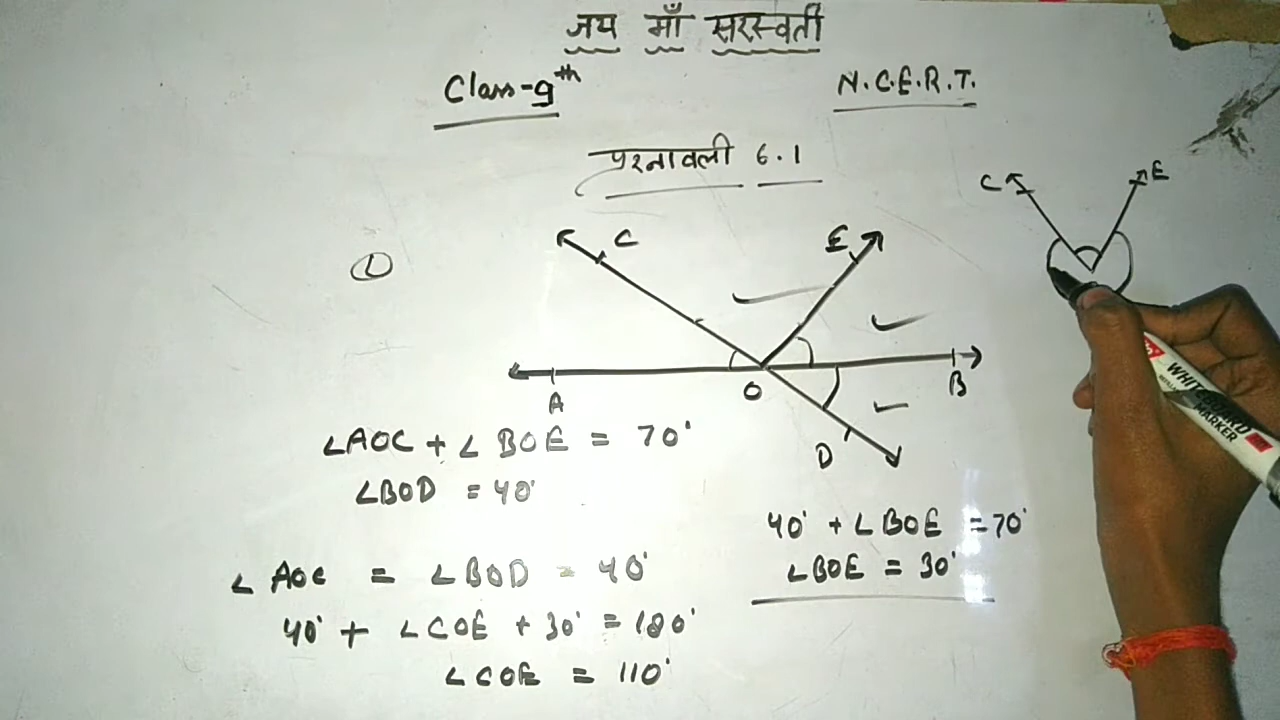 जय माँ सरस्वती
Class-9th
N.C.E.R.T.
प्रश्नावली 6.1
C E
①
C E
A O B
D
∠AOC + ∠BOE = 70°
∠BOD = 40°
40° + ∠BOE = 70°
∠BOE = 30°
∠AOC = ∠BOD = 40°
40° + ∠COE + 30° = 180°
∠COE = 110°
WHITEBOARD
MARKER